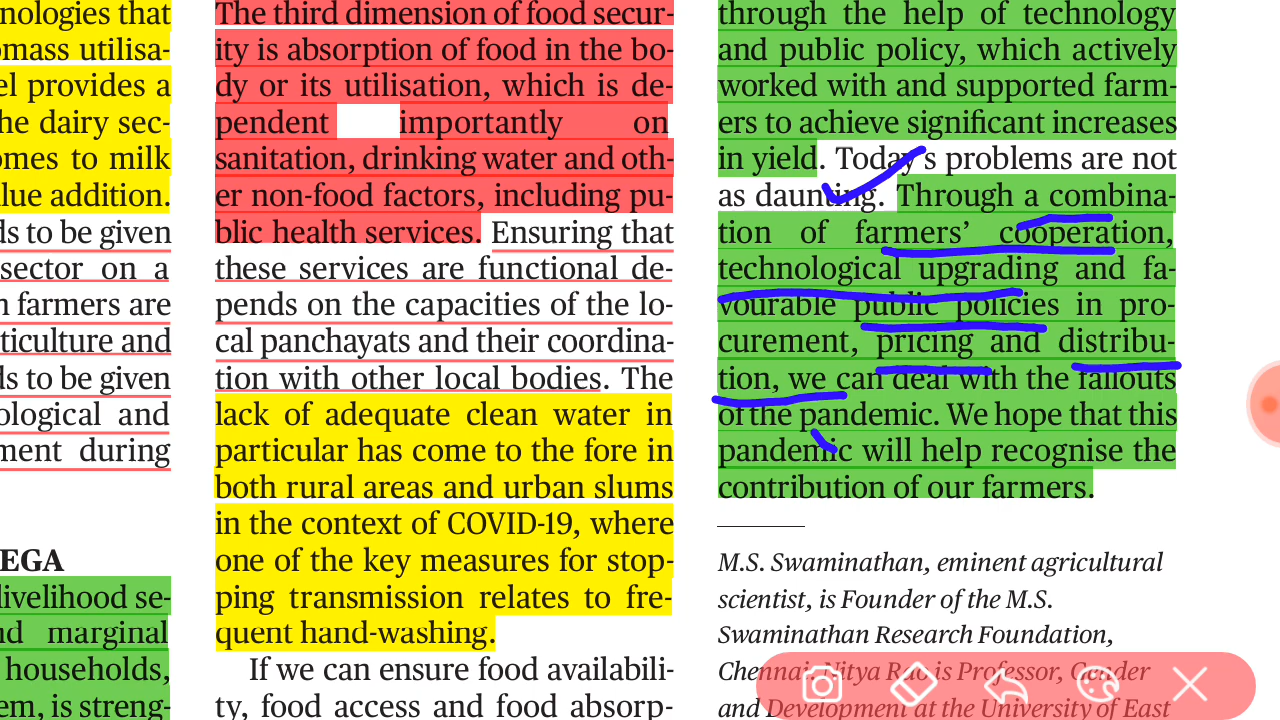 nologies that
omass utilisa-
el provides a
he dairy sec-
omes to milk
lue addition.
ds to be given
sector on a
n farmers are
ticulture and
ds to be given
ological and
ment during
EGA
livelihood se-
nd marginal
households,
em, is streng-
The third dimension of food secur-
ity is absorption of food in the bo-
dy or its utilisation, which is de-
pendent importantly on
sanitation, drinking water and oth-
er non-food factors, including pu-
blic health services. Ensuring that
these services are functional de-
pends on the capacities of the lo-
cal panchayats and their coordina-
tion with other local bodies. The
lack of adequate clean water in
particular has come to the fore in
both rural areas and urban slums
in the context of COVID-19, where
one of the key measures for stop-
ping transmission relates to fre-
quent hand-washing.
If we can ensure food availabili-
ty, food access and food absorp-
through the help of technology
and public policy, which actively
worked with and supported farm-
ers to achieve significant increases
in yield. Today's problems are not
as daunting. Through a combina-
tion of farmers' cooperation,
technological upgrading and fa-
vourable public policies in pro-
curement, pricing and distribu-
tion, we can deal with the fallouts
of the pandemic. We hope that this
pandemic will help recognise the
contribution of our farmers.
M.S. Swaminathan, eminent agricultural
scientist, is Founder of the M.S.
Swaminathan Research Foundation,
Chennai. Nitya Rao is Professor, Gender
and Development at the University of East